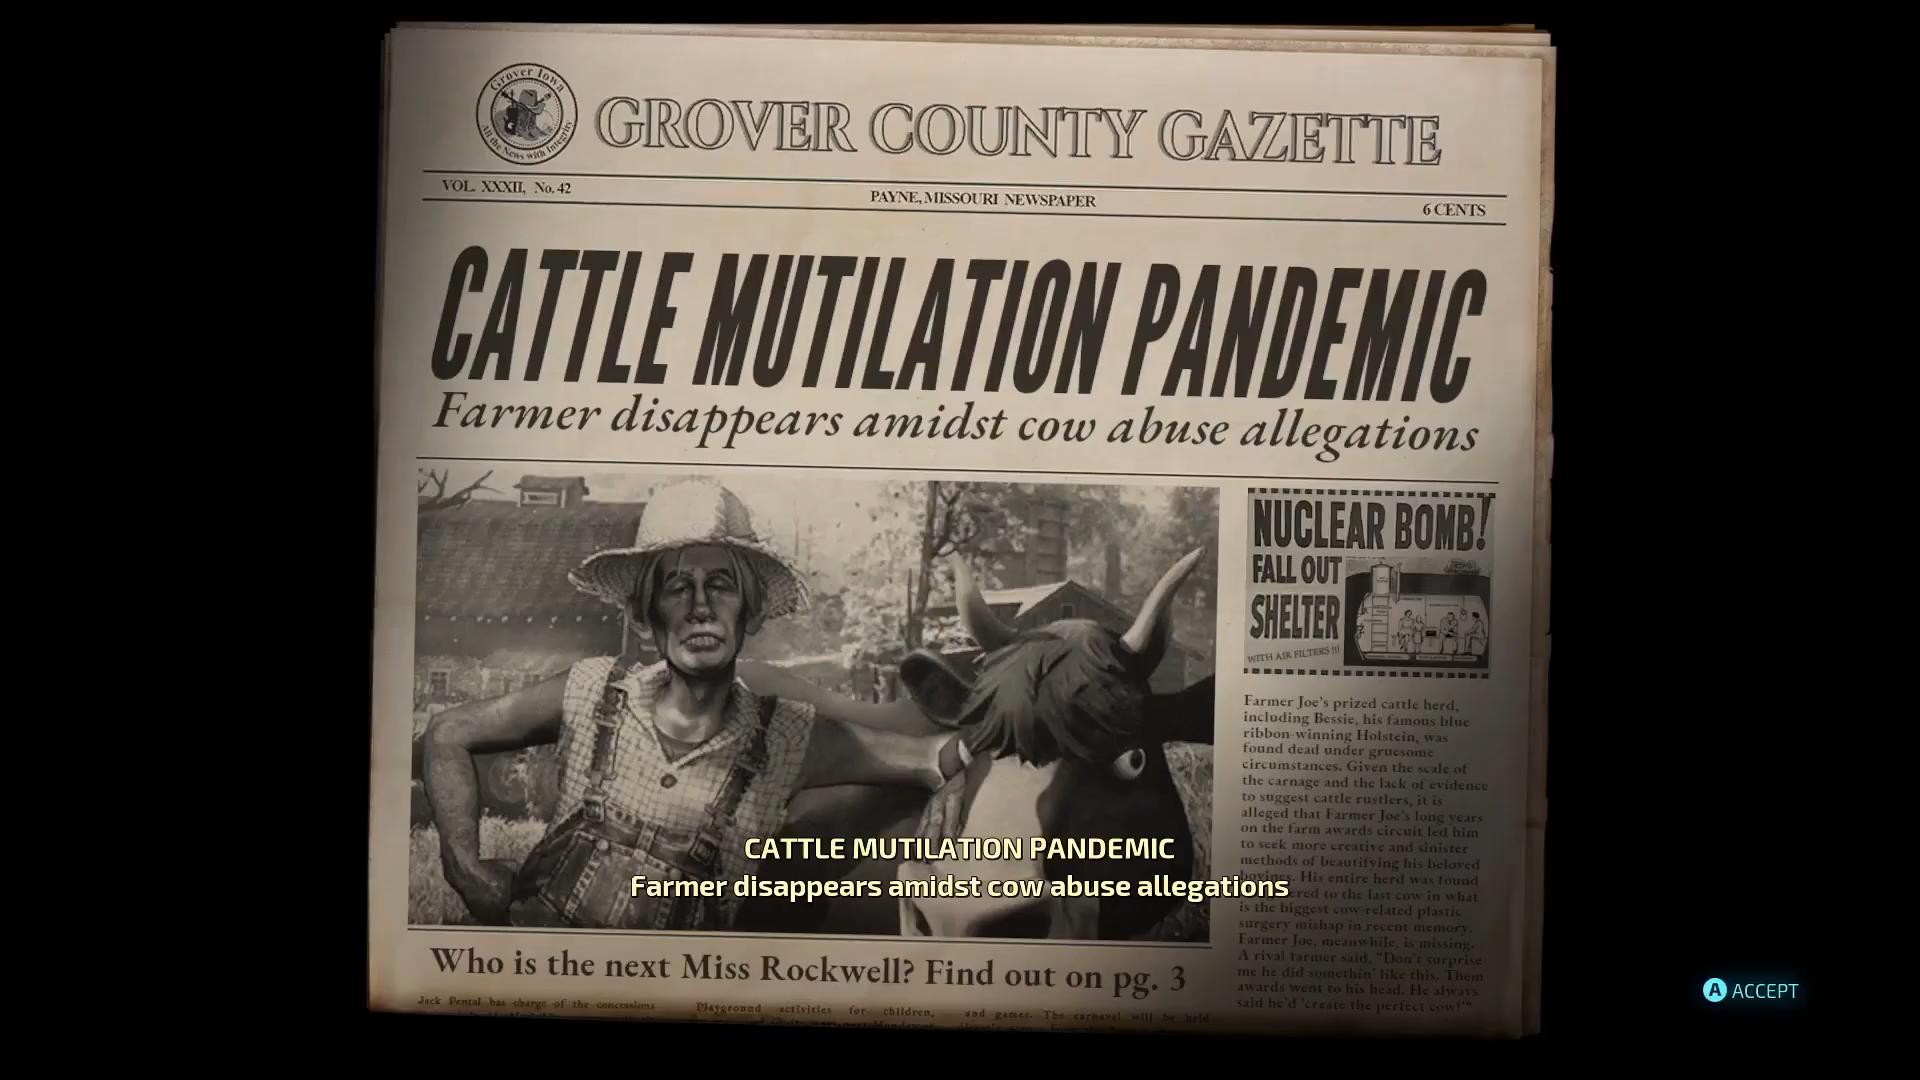 Grover Iowa
All the News with Integrity
GROVER COUNTY GAZETTE
VOL. XXXII, No. 42
PAYNE, MISSOURI NEWSPAPER
6 CENTS
CATTLE MUTILATION PANDEMIC
Farmer disappears amidst cow abuse allegations
NUCLEAR BOMB!
FALL OUT
SHELTER
WITH AIR FILTERS !!!
Farmer Joe's prized cattle herd,
including Bessie, his famous blue
ribbon-winning Holstein, was
found dead under gruesome
circumstances. Given the scale of
the carnage and the lack of evidence
to suggest cattle rustlers, it is
alleged that Farmer Joe's long years
on the farm awards circuit led him
to seek more creative and sinister
methods of beautifying his beloved
bovines. His entire herd was found
to the last cow in what
is the biggest cow-related plastic
surgery mishap in recent memory.
Farmer Joe, meanwhile, is missing.
A rival farmer said, "Don't surprise
me he did somethin' like this. Them
awards went to his head. He always
said he'd 'create the perfect cow!'"
CATTLE MUTILATION PANDEMIC
Farmer disappears amidst cow abuse allegations
Who is the next Miss Rockwell? Find out on pg. 3
Jack Pental has charge of the concessions
Playground activities for children,
and games. The carnaval will be held
A ACCEPT